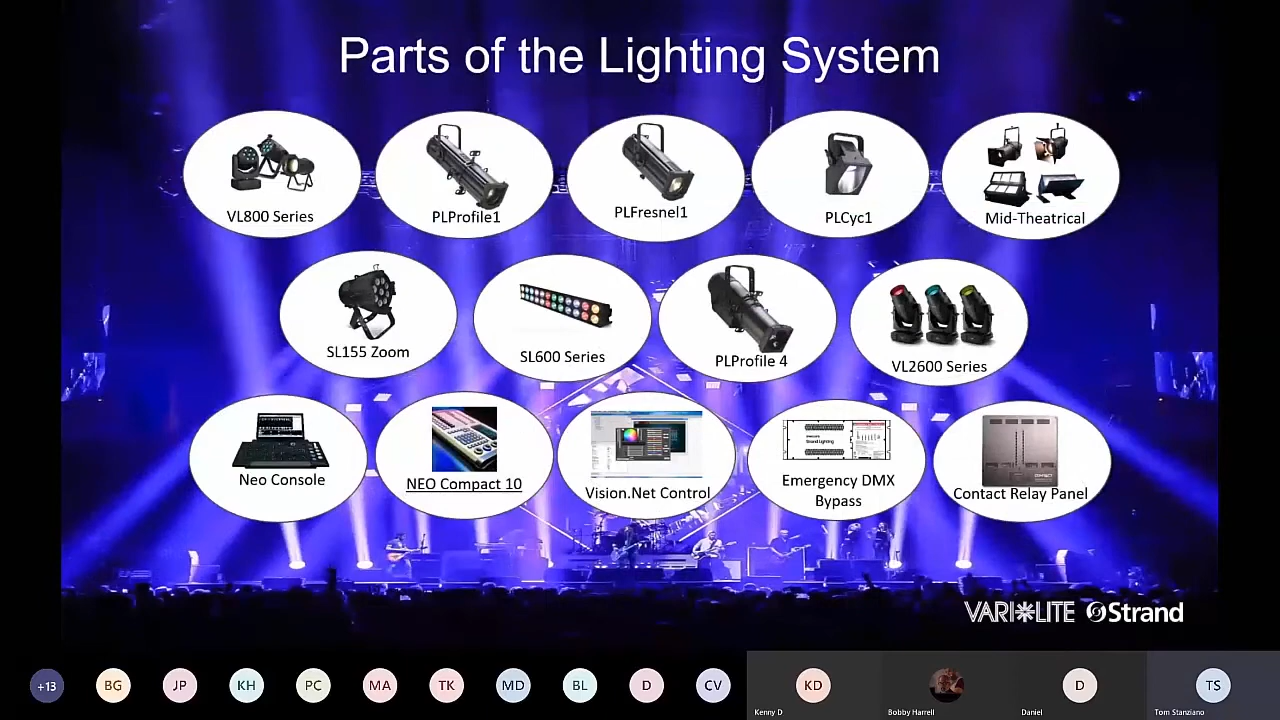 Parts of the Lighting System
VL800 Series
PLProfile1
PLFresnel1
PLCyc1
Mid-Theatrical
SL155 Zoom
SL600 Series
PLProfile 4
VL2600 Series
Neo Console
NEO Compact 10
Vision.Net Control
Emergency DMX
Bypass
Contact Relay Panel
VARI*LITE Strand
+13 BG JP KH PC MA TK MD BL D CV KD D TS
Kenny D Bobby Harrell Daniel Tom Stanziano